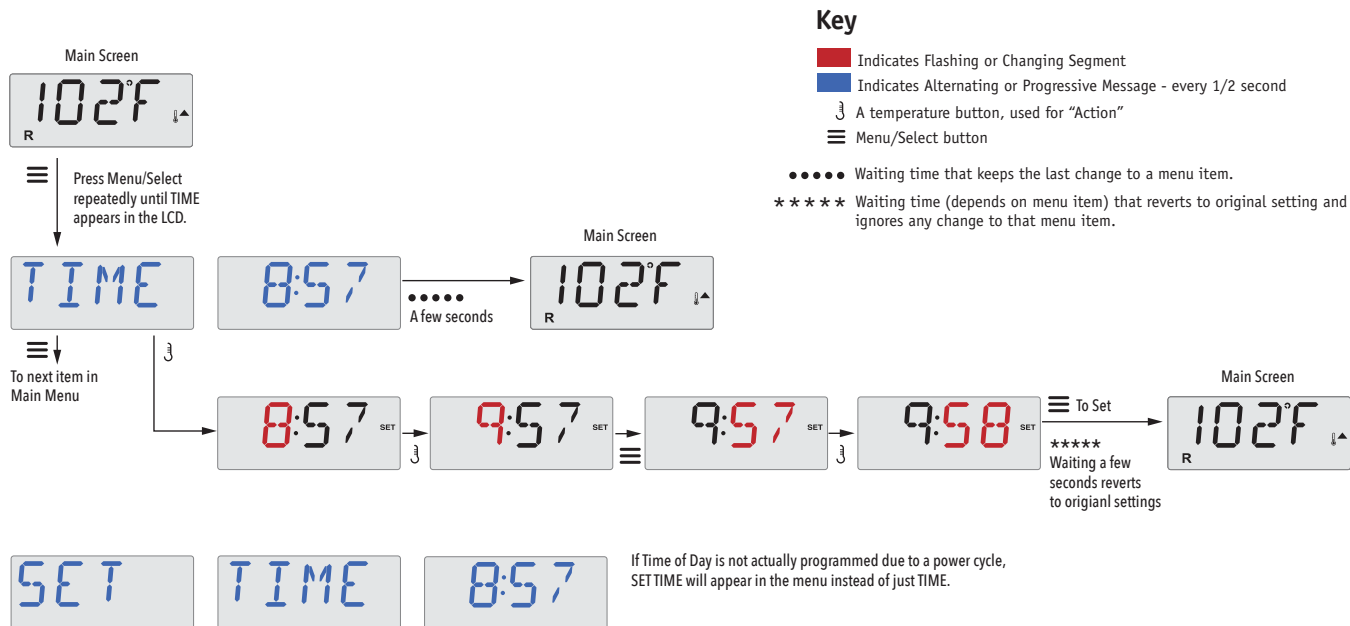 Key
Indicates Flashing or Changing Segment
Indicates Alternating or Progressive Message - every 1/2 second
A temperature button, used for “Action”
Menu/Select button
••••• Waiting time that keeps the last change to a menu item.
***** Waiting time (depends on menu item) that reverts to original setting and
ignores any change to that menu item.
Main Screen
102°F
R
Press Menu/Select
repeatedly until TIME
appears in the LCD.
TIME
8:57
•••••
A few seconds
Main Screen
102°F
R
To next item in
Main Menu
8:57 SET
9:57 SET
9:57 SET
9:58 SET
To Set
*****
Waiting a few
seconds reverts
to origianl settings
Main Screen
102°F
R
SET
TIME
8:57
If Time of Day is not actually programmed due to a power cycle,
SET TIME will appear in the menu instead of just TIME.